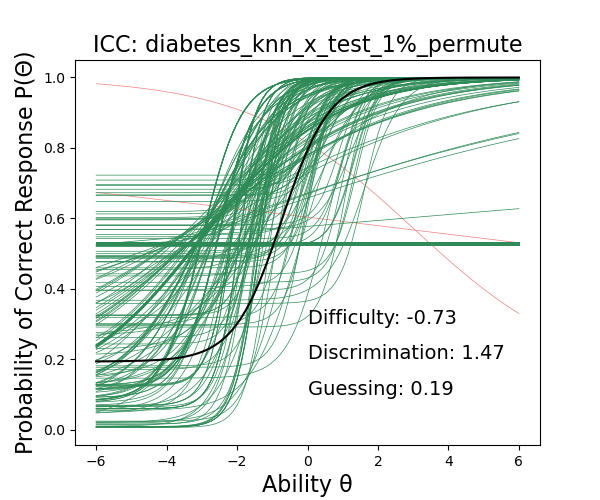 ICC: diabetes_knn_x_test_1%_permute
Probability of Correct Response P(Θ)
1.0
0.8
0.6
0.4
0.2
0.0
Difficulty: -0.73
Discrimination: 1.47
Guessing: 0.19
−6 −4 −2 0 2 4 6
Ability θ